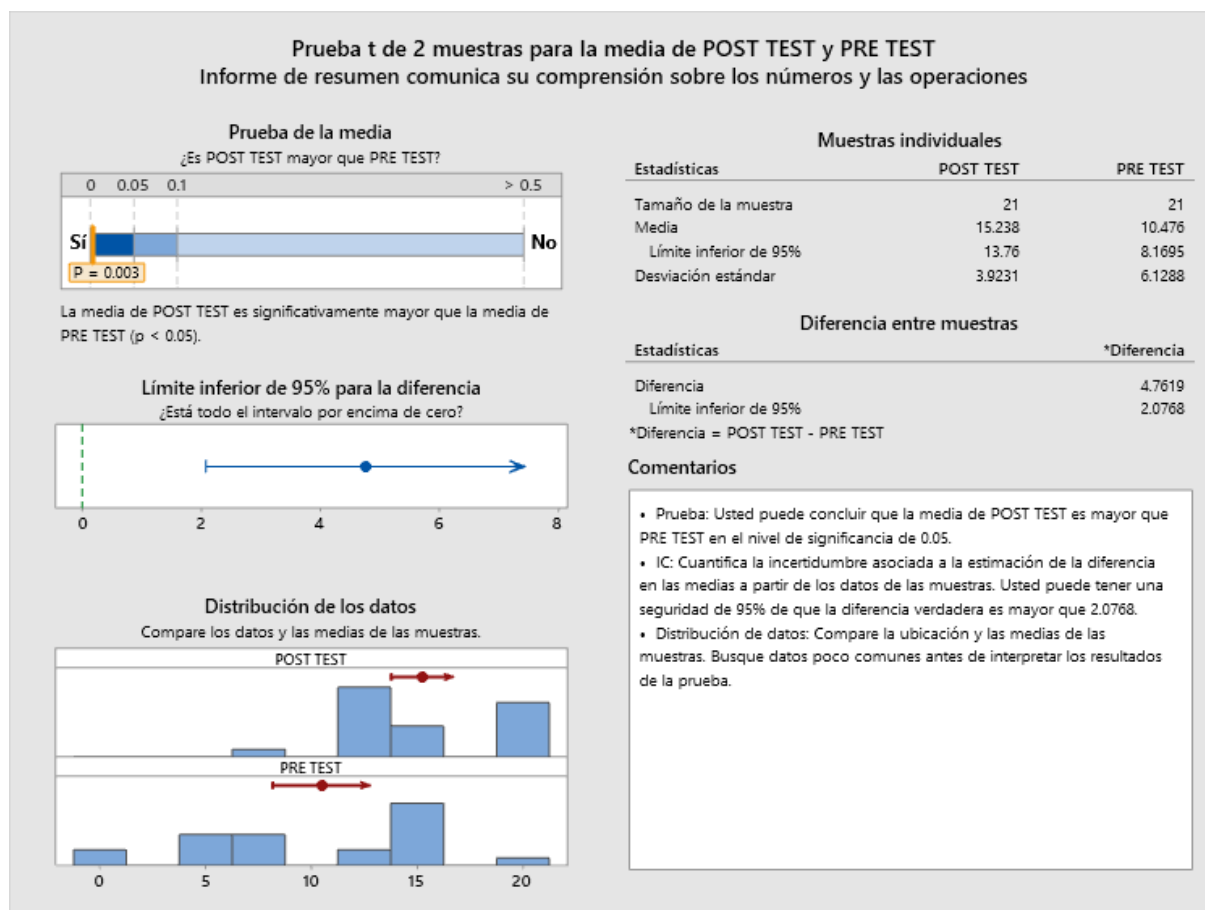 Prueba t de 2 muestras para la media de POST TEST y PRE TEST
Informe de resumen comunica su comprensión sobre los números y las operaciones
Prueba de la media
¿Es POST TEST mayor que PRE TEST?
0 0.05 0.1 > 0.5
Sí No
P = 0.003
La media de POST TEST es significativamente mayor que la media de
PRE TEST (p < 0.05).
Límite inferior de 95% para la diferencia
¿Está todo el intervalo por encima de cero?
0 2 4 6 8
Distribución de los datos
Compare los datos y las medias de las muestras.
POST TEST
PRE TEST
0 5 10 15 20
Muestras individuales
Estadísticas POST TEST PRE TEST
Tamaño de la muestra 21 21
Media 15.238 10.476
Límite inferior de 95% 13.76 8.1695
Desviación estándar 3.9231 6.1288
Diferencia entre muestras
Estadísticas *Diferencia
Diferencia 4.7619
Límite inferior de 95% 2.0768
*Diferencia = POST TEST - PRE TEST
Comentarios
• Prueba: Usted puede concluir que la media de POST TEST es mayor que
PRE TEST en el nivel de significancia de 0.05.
• IC: Cuantifica la incertidumbre asociada a la estimación de la diferencia
en las medias a partir de los datos de las muestras. Usted puede tener una
seguridad de 95% de que la diferencia verdadera es mayor que 2.0768.
• Distribución de datos: Compare la ubicación y las medias de las
muestras. Busque datos poco comunes antes de interpretar los resultados
de la prueba.